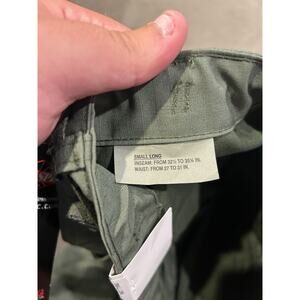 SMALL LONG
INSEAM: FROM 32½ TO 35½ IN.
WAIST: FROM 27 TO 31 IN.